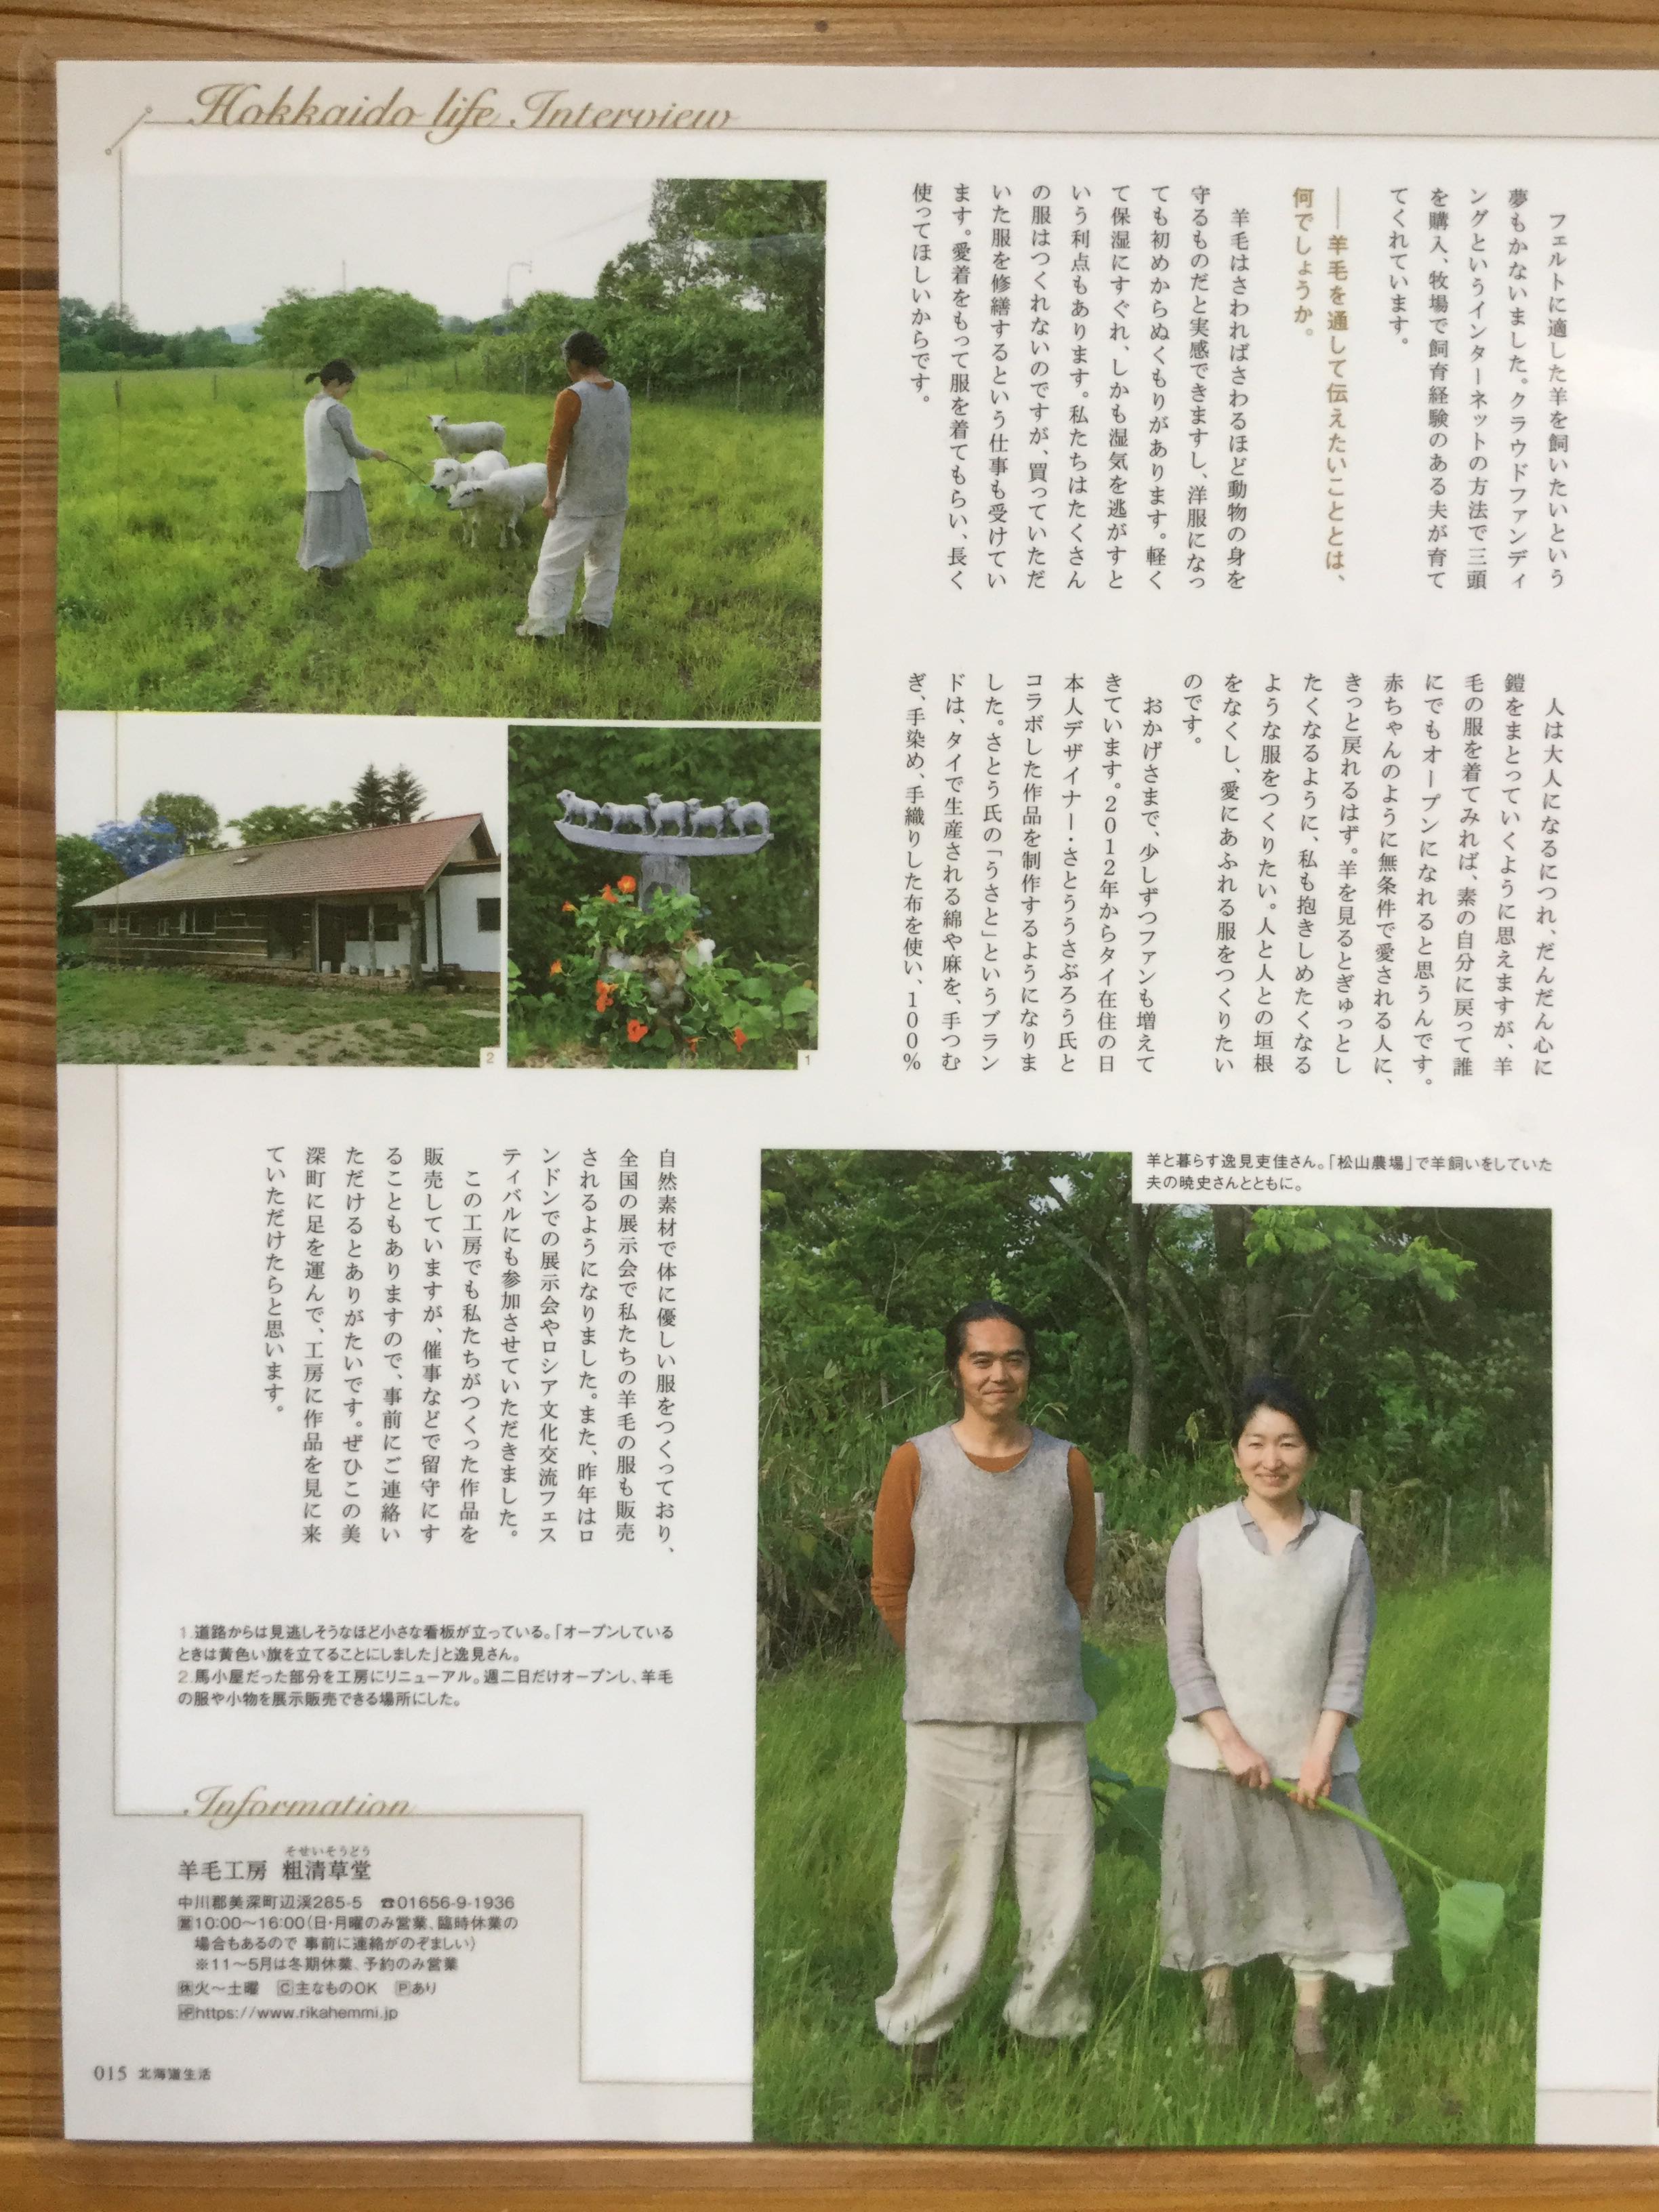 Hokkaido life Interview
フェルトに適した羊を飼いたいという
夢もかないました。クラウドファンディ
ングというインターネットの方法で三頭
を購入、牧場で飼育経験のある夫が育て
てくれています。
――羊毛を通して伝えたいこととは、
何でしょうか。
羊毛はさわればさわるほど動物の身を
守るものだと実感できますし、洋服になっ
ても初めからぬくもりがあります。軽く
て保湿にすぐれ、しかも湿気を逃がすと
いう利点もあります。私たちはたくさん
の服はつくれないのですが、買っていただ
いた服を修繕するという仕事も受けてい
ます。愛着をもって服を着てもらい、長く
使ってほしいからです。
人は大人になるにつれ、だんだん心に
鎧をまとっていくように思えますが、羊
毛の服を着てみれば、素の自分に戻って誰
にでもオープンになれると思うんです。
赤ちゃんのように無条件で愛される人に、
きっと戻れるはず。羊を見るとぎゅっとし
たくなるように、私も抱きしめたくなる
ような服をつくりたい。人と人との垣根
をなくし、愛にあふれる服をつくりたい
のです。
おかげさまで、少しずつファンも増えて
きています。2012年からタイ在住の日
本人デザイナー・さとううさぶろう氏と
コラボした作品を制作するようになりま
した。さとう氏の「うさと」というブラン
ドは、タイで生産される綿や麻を、手つむ
ぎ、手染め、手織りした布を使い、100%
自然素材で体に優しい服をつくっており、
全国の展示会で私たちの羊毛の服も販売
されるようになりました。また、昨年はロ
ンドンでの展示会やロシア文化交流フェス
ティバルにも参加させていただきました。
この工房でも私たちがつくった作品を
販売していますが、催事などで留守にす
ることもありますので、事前にご連絡い
ただけるとありがたいです。ぜひこの美
深町に足を運んで、工房に作品を見に来
ていただけたらと思います。
2
1
羊と暮らす逸見吏佳さん。「松山農場」で羊飼いをしていた
夫の暁史さんとともに。
1.道路からは見逃しそうなほど小さな看板が立っている。「オープンしている
ときは黄色い旗を立てることにしました」と逸見さん。
2.馬小屋だった部分を工房にリニューアル。週二日だけオープンし、羊毛
の服や小物を展示販売できる場所にした。
Information
そせいそうどう
羊毛工房 粗清草堂
中川郡美深町辺渓285-5 ☎01656-9-1936
営10:00～16:00(日・月曜のみ営業、臨時休業の
場合もあるので 事前に連絡がのぞましい)
※11～5月は冬期休業、予約のみ営業
休火～土曜 C主なものOK Pあり
HPhttps://www.rikahemmi.jp
015 北海道生活